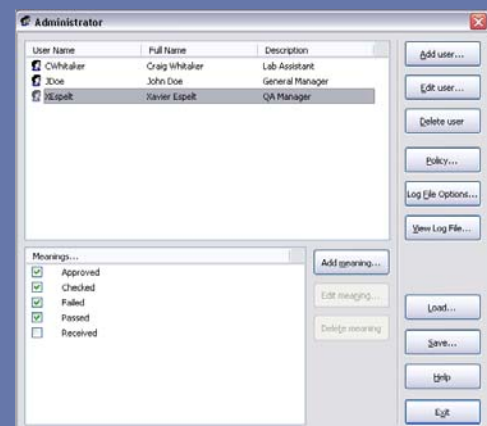 Administrator
User Name Full Name Description
CWhitaker Craig Whitaker Lab Assistant
JDoe John Doe General Manager
XEspelt Xavier Espelt QA Manager
Add user...
Edit user...
Delete user
Policy...
Log File Options...
View Log File...
Meanings...
Approved
Checked
Failed
Passed
Received
Add meaning...
Edit meaning...
Delete meaning
Load...
Save...
Help
Exit